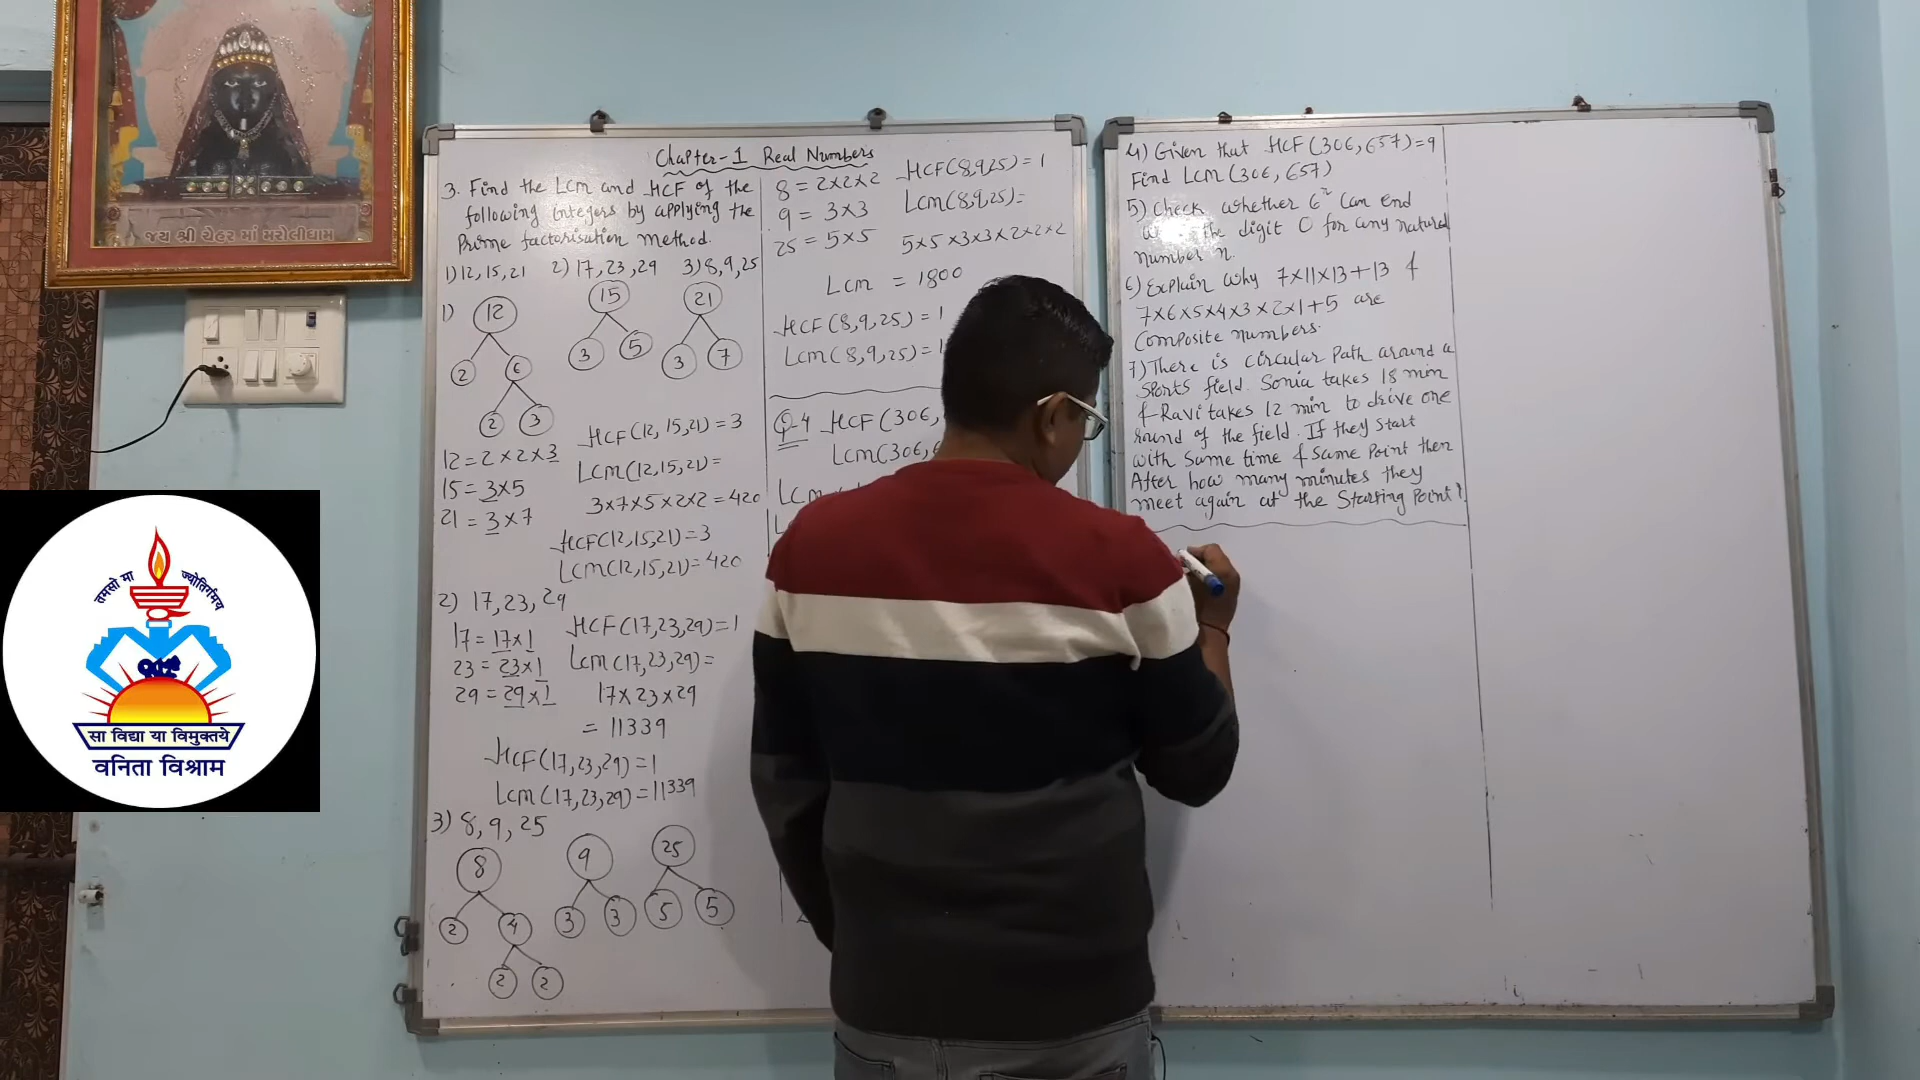 જય શ્રી ચેહર માં મરોલીધામ
तमसो मा ज्योतिर्गमय
सा विद्या या विमुक्तये
वनिता विश्राम
Chapter-1 Real Numbers
3. Find the Lcm and HCF of the
following integers by applying the
Prime factorisation method.
1) 12, 15, 21 2) 17, 23, 29 3) 8, 9, 25
1) 12
2 6
2 3
15
3 5
21
3 7
12 = 2 × 2 × 3
15 = 3 × 5
21 = 3 × 7
HCF(12, 15, 21) = 3
LCM(12, 15, 21) =
3×7×5×2×2 = 420
HCF(12, 15, 21) = 3
LCM(12, 15, 21) = 420
2) 17, 23, 29
17 = 17×1
23 = 23×1
29 = 29×1
HCF(17, 23, 29) = 1
LCM(17, 23, 29) =
17×23×29
= 11339
HCF(17, 23, 29) = 1
LCM(17, 23, 29) = 11339
3) 8, 9, 25
8
2 4
2 2
9
3 3
25
5 5
8 = 2×2×2
9 = 3×3
25 = 5×5
HCF(8, 9, 25) = 1
LCM(8, 9, 25) =
5×5×3×3×2×2×2
Lcm = 1800
HCF(8, 9, 25) = 1
LCM(8, 9, 25) = 1
Q-4 HCF(306,
LCM(306,
LCM
4) Given that HCF(306, 657) = 9
Find LCM(306, 657)
5) Check whether 6ⁿ can end
the digit 0 for any natural
number n.
6) Explain why 7×11×13+13 &
7×6×5×4×3×2×1+5 are
composite numbers.
7) There is circular Path around a
sports field. Sonia takes 18 min
& Ravi takes 12 min to drive one
round of the field. If they start
with same time & same Point then
After how many minutes they
meet again at the Starting Point?